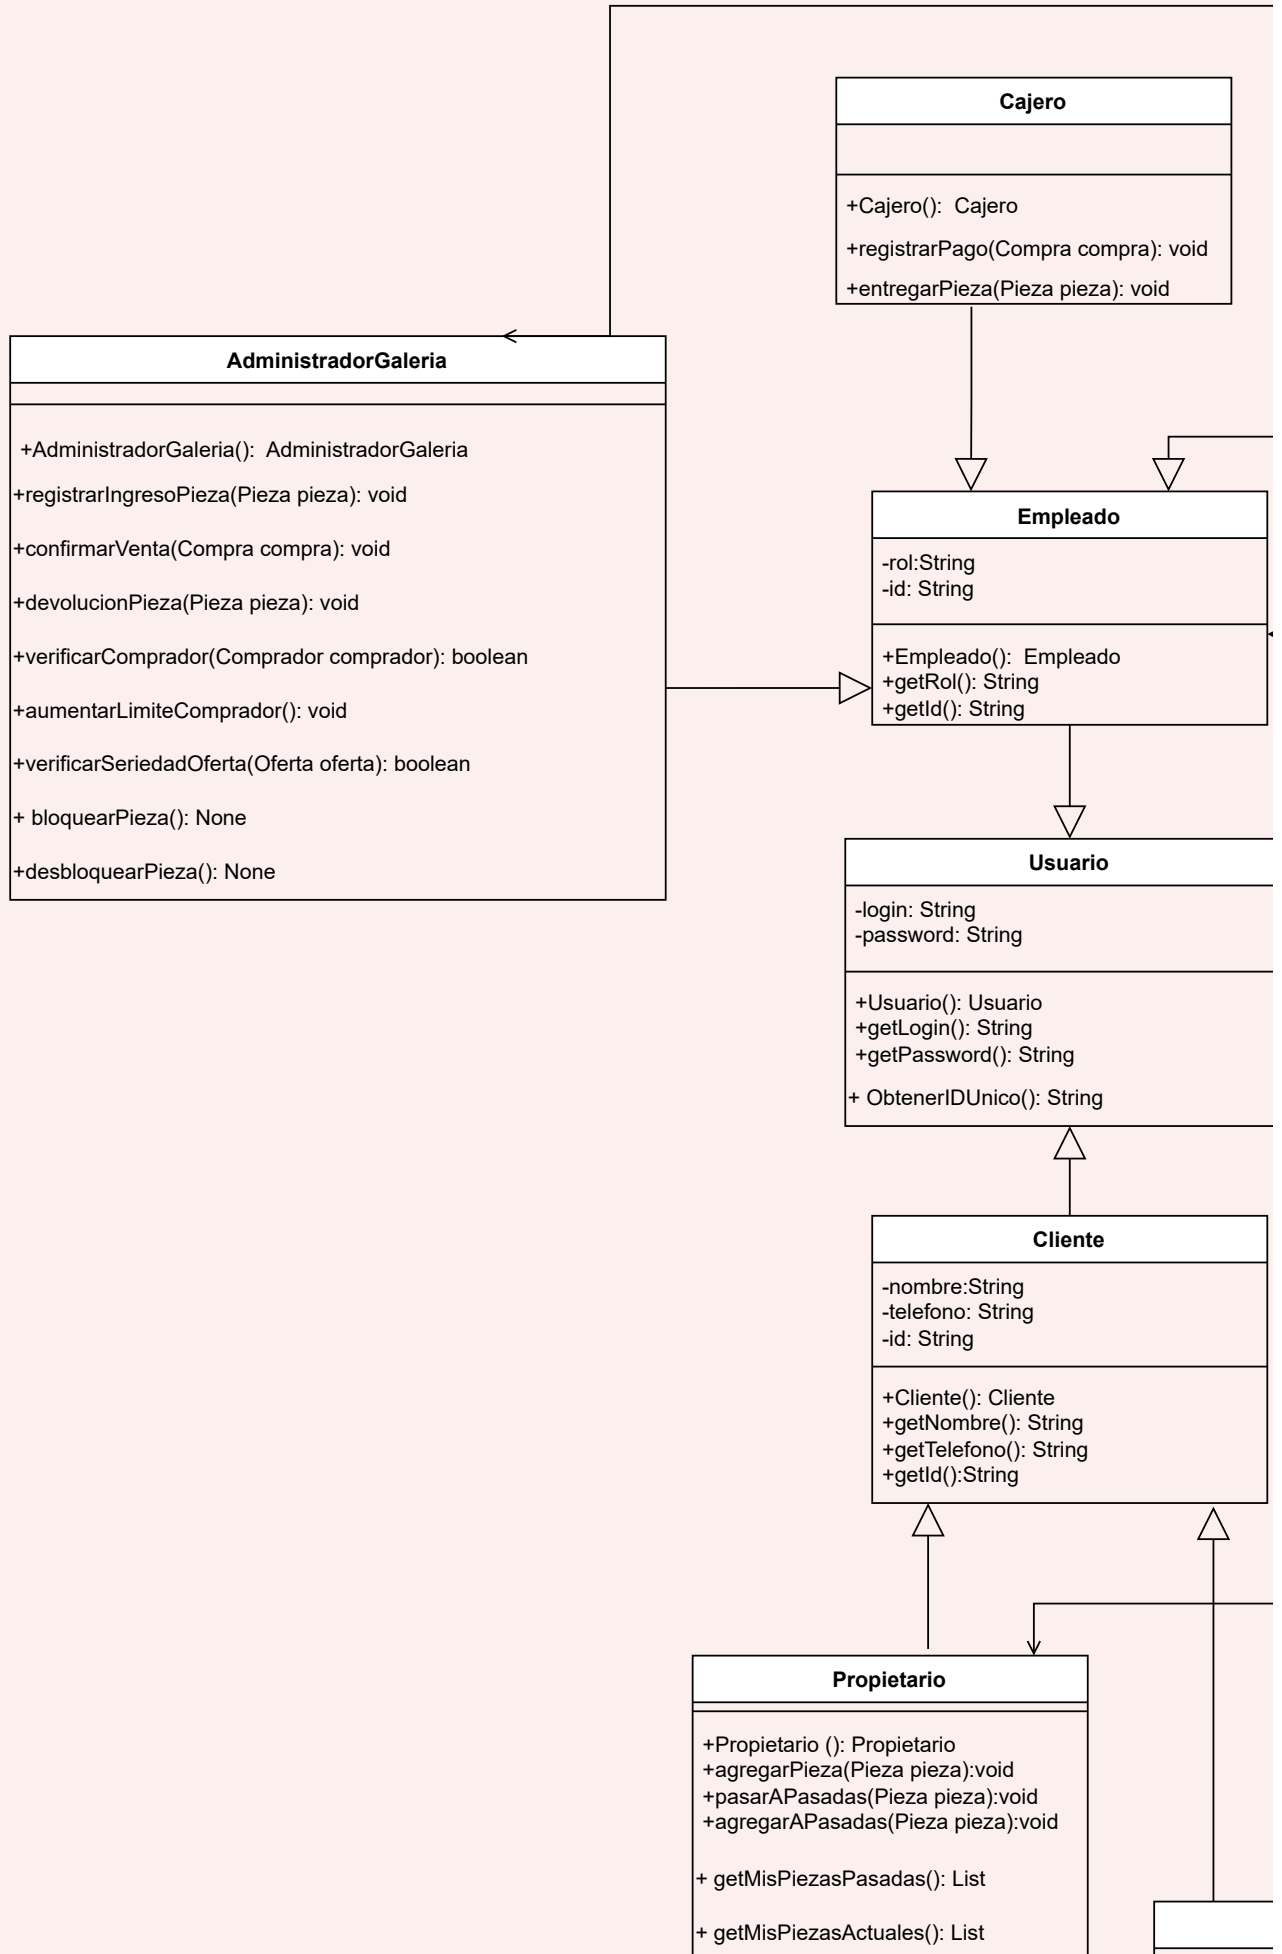 Cajero
+Cajero():  Cajero
+registrarPago(Compra compra): void
+entregarPieza(Pieza pieza): void
AdministradorGaleria
+AdministradorGaleria():  AdministradorGaleria
+registrarIngresoPieza(Pieza pieza): void
+confirmarVenta(Compra compra): void
+devolucionPieza(Pieza pieza): void
+verificarComprador(Comprador comprador): boolean
+aumentarLimiteComprador(): void
+verificarSeriedadOferta(Oferta oferta): boolean
+ bloquearPieza(): None
+desbloquearPieza(): None
Empleado
-rol:String
-id: String
+Empleado():  Empleado
+getRol(): String
+getId(): String
Usuario
-login: String
-password: String
+Usuario(): Usuario
+getLogin(): String
+getPassword(): String
+ ObtenerIDUnico(): String
Cliente
-nombre:String
-telefono: String
-id: String
+Cliente(): Cliente
+getNombre(): String
+getTelefono(): String
+getId():String
Propietario
+Propietario (): Propietario
+agregarPieza(Pieza pieza):void
+pasarAPasadas(Pieza pieza):void
+agregarAPasadas(Pieza pieza):void
+ getMisPiezasPasadas(): List
+ getMisPiezasActuales(): List